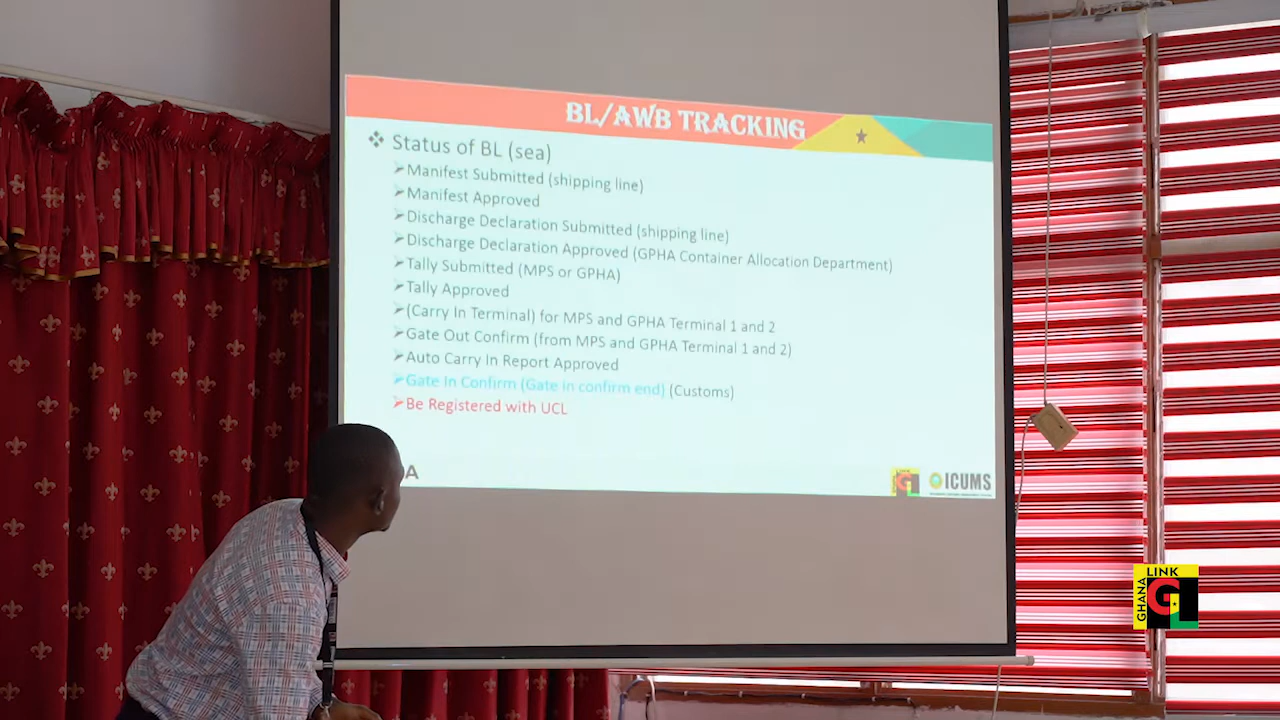 BL/AWB TRACKING
Status of BL (sea)
Manifest Submitted (shipping line)
Manifest Approved
Discharge Declaration Submitted (shipping line)
Discharge Declaration Approved (GPHA Container Allocation Department)
Tally Submitted (MPS or GPHA)
Tally Approved
(Carry In Terminal) for MPS and GPHA Terminal 1 and 2
Gate Out Confirm (from MPS and GPHA Terminal 1 and 2)
Auto Carry In Report Approved
Gate In Confirm (Gate in confirm end) (Customs)
Be Registered with UCL
A
LINK
G
ICUMS
GHANA
LINK
GL